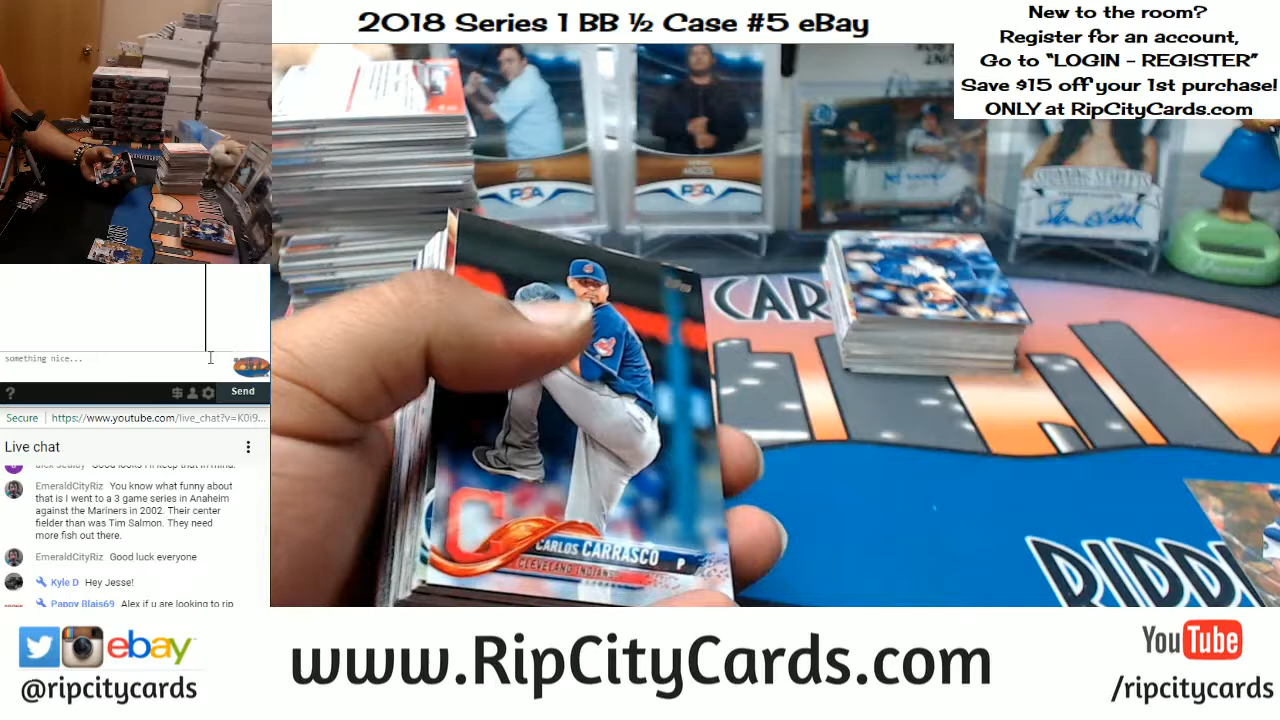 2018 Series 1 BB ½ Case #5 eBay
New to the room?
Register for an account,
Go to “LOGIN - REGISTER”
Save $15 off your 1st purchase!
ONLY at RipCityCards.com
PSA
PSA
CAR
CARLOS CARRASCO P
CLEVELAND INDIANS
RIPPE
something nice...
?
Send
Secure
https://www.youtube.com/live_chat?v=K0i9...
Live chat
alex sealay Good looks I'll keep that in mind.
EmeraldCityRiz You know what funny about
that is I went to a 3 game series in Anaheim
against the Mariners in 2002. Their center
fielder than was Tim Salmon. They need
more fish out there.
EmeraldCityRiz Good luck everyone
Kyle D Hey Jesse!
Pappy Blais69 Alex if u are looking to rip
ebay
@ripcitycards
www.RipCityCards.com
YouTube
/ripcitycards